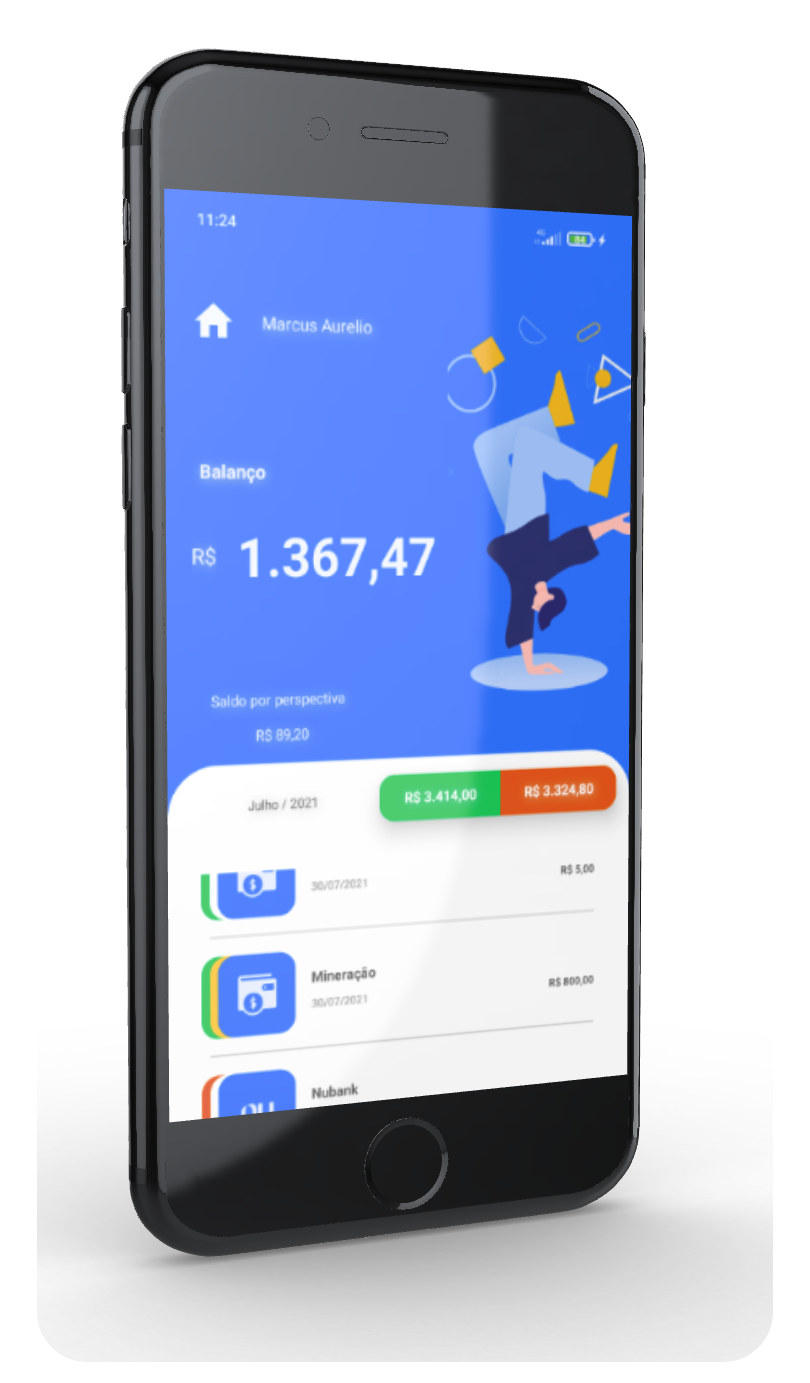 11:24
4G
84
Marcus Aurelio
Balanço
R$ 1.367,47
Saldo por perspectiva
R$ 89,20
Julho / 2021
R$ 3.414,00
R$ 3.324,80
30/07/2021
R$ 5,00
Mineração
30/07/2021
R$ 800,00
Nubank